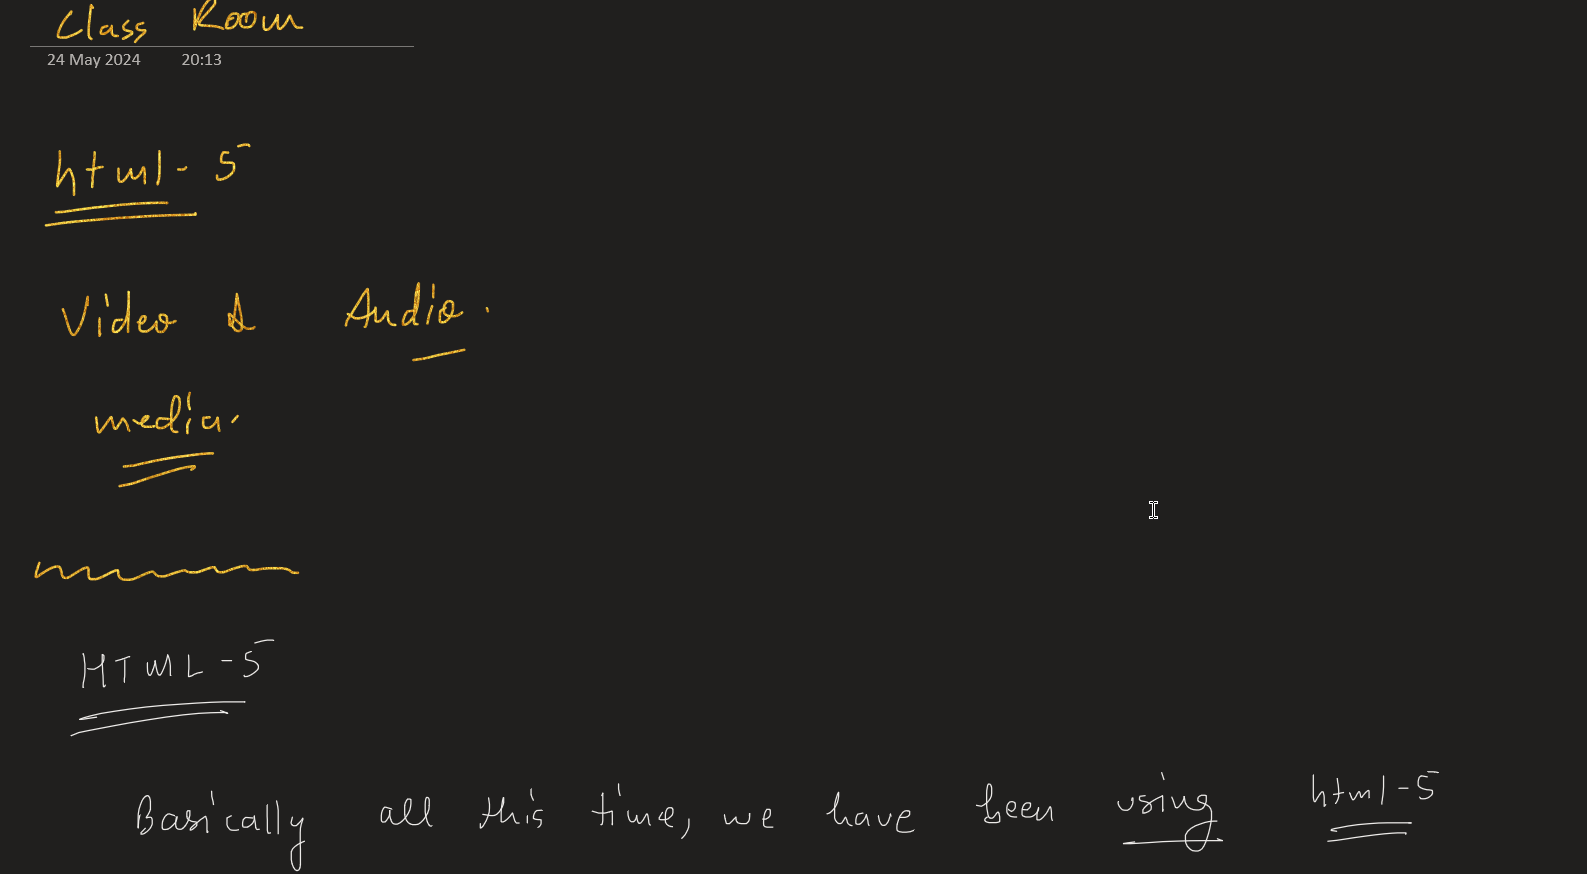 Class Room
24 May 2024 20:13
html-5
Video & Audio.
media.
HTML-5
Basically all this time, we have been using html-5